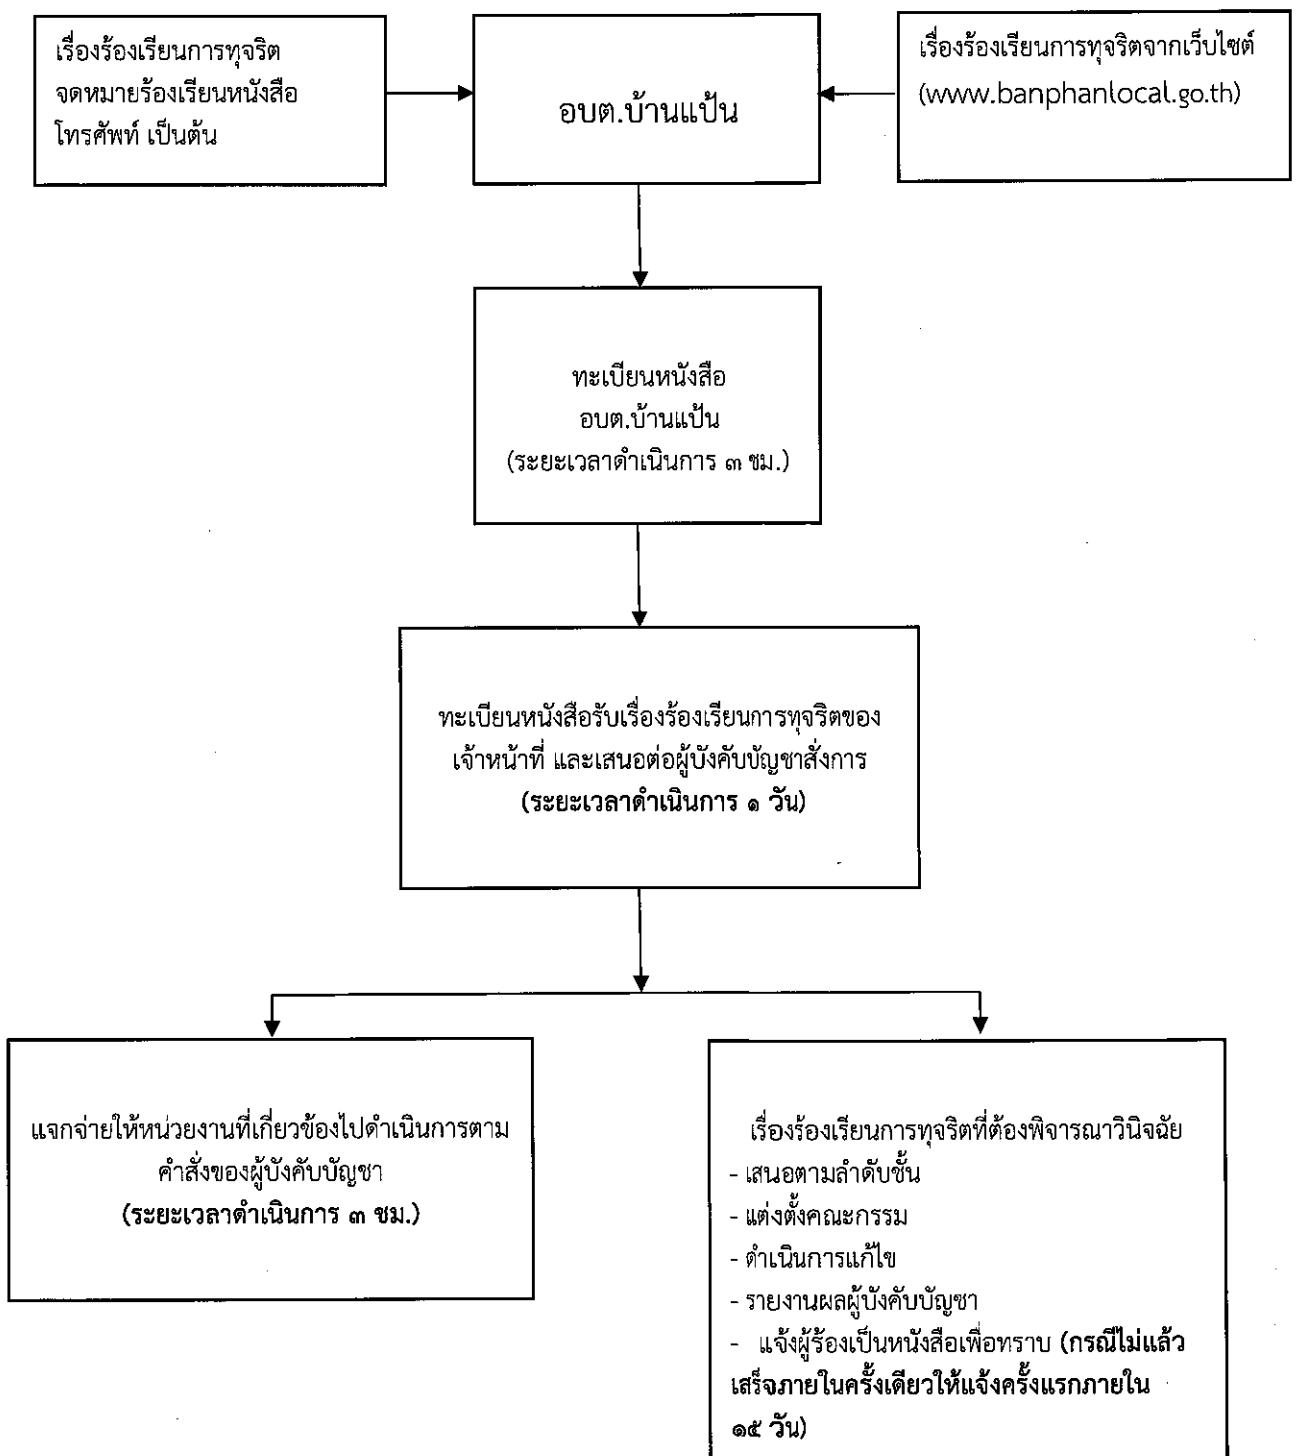 เรื่องร้องเรียนการทุจริต
จดหมายร้องเรียนหนังสือ
โทรศัพท์ เป็นต้น
อบต.บ้านแป้น
เรื่องร้องเรียนการทุจริตจากเว็บไซต์
(www.banphanlocal.go.th)
ทะเบียนหนังสือ
อบต.บ้านแป้น
(ระยะเวลาดำเนินการ ๓ ชม.)
ทะเบียนหนังสือรับเรื่องร้องเรียนการทุจริตของ
เจ้าหน้าที่ และเสนอต่อผู้บังคับบัญชาสั่งการ
(ระยะเวลาดำเนินการ ๑ วัน)
แจกจ่ายให้หน่วยงานที่เกี่ยวข้องไปดำเนินการตาม
คำสั่งของผู้บังคับบัญชา
(ระยะเวลาดำเนินการ ๓ ชม.)
เรื่องร้องเรียนการทุจริตที่ต้องพิจารณาวินิจฉัย
- เสนอตามลำดับชั้น
- แต่งตั้งคณะกรรม
- ดำเนินการแก้ไข
- รายงานผลผู้บังคับบัญชา
- แจ้งผู้ร้องเป็นหนังสือเพื่อทราบ (กรณีไม่แล้ว
เสร็จภายในครั้งเดียวให้แจ้งครั้งแรกภายใน
๑๕ วัน)